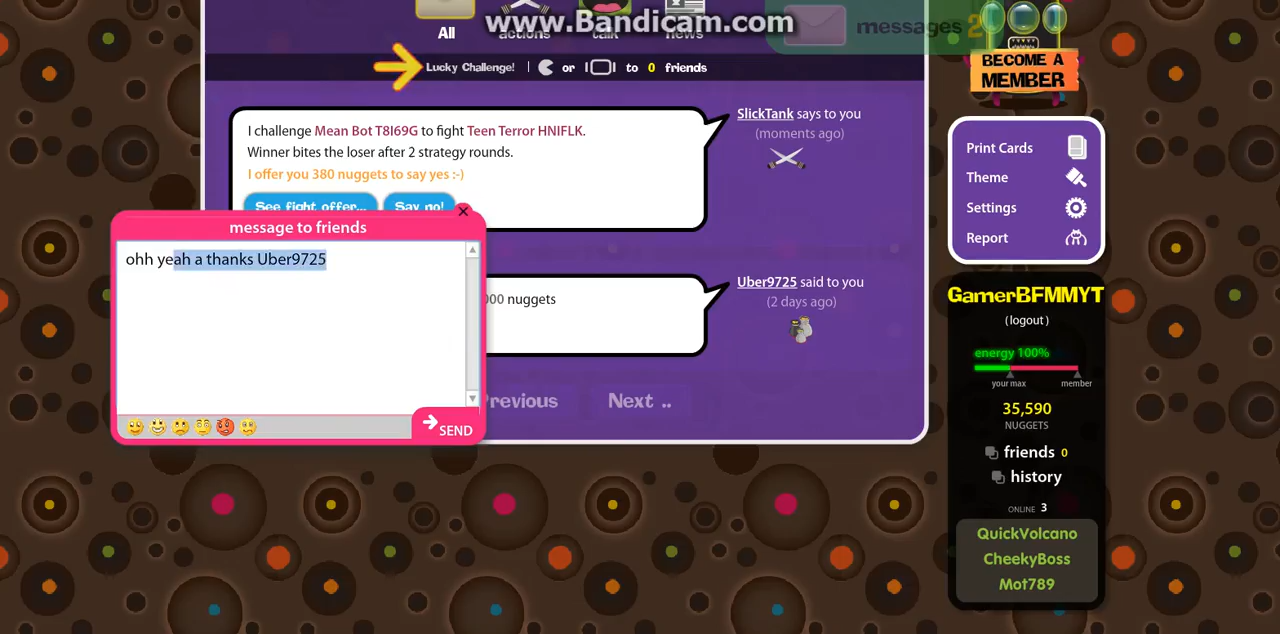 www.Bandicam.com
messages 2
All actions talk news
Lucky Challenge! | or to 0 friends
BECOME A
MEMBER
I challenge Mean Bot T8I69G to fight Teen Terror HNIFLK.
Winner bites the loser after 2 strategy rounds.
I offer you 380 nuggets to say yes :-)
See fight offer... Say no!
SlickTank says to you
(moments ago)
message to friends
ohh yeah a thanks Uber9725
SEND
000 nuggets
Uber9725 said to you
(2 days ago)
Previous Next ..
Print Cards
Theme
Settings
Report
GamerBFMMYT
(logout)
energy 100%
your max member
35,590
NUGGETS
friends 0
history
ONLINE 3
QuickVolcano
CheekyBoss
Mot789